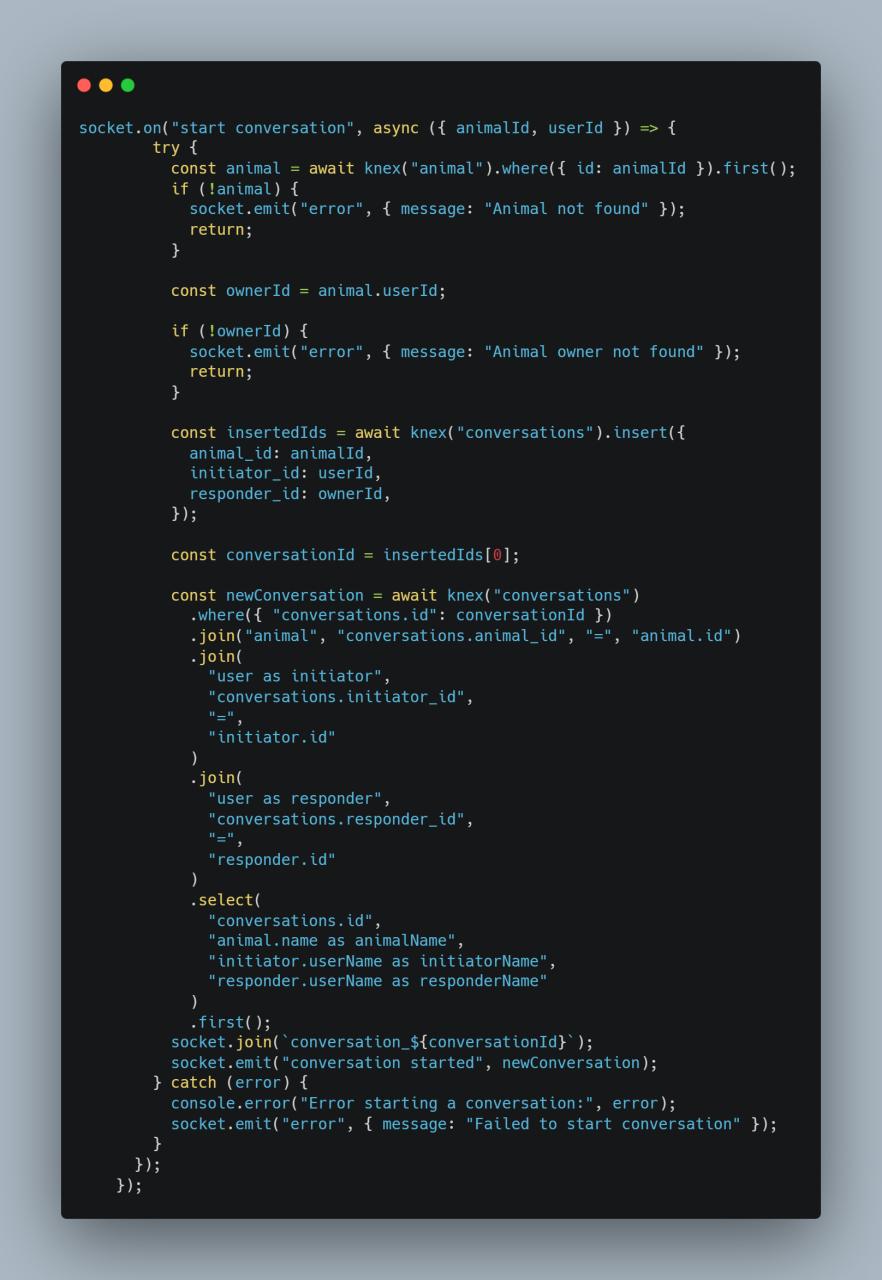 socket.on("start conversation", async ({ animalId, userId }) => {
        try {
          const animal = await knex("animal").where({ id: animalId }).first();
          if (!animal) {
            socket.emit("error", { message: "Animal not found" });
            return;
          }

          const ownerId = animal.userId;

          if (!ownerId) {
            socket.emit("error", { message: "Animal owner not found" });
            return;
          }

          const insertedIds = await knex("conversations").insert({
            animal_id: animalId,
            initiator_id: userId,
            responder_id: ownerId,
          });

          const conversationId = insertedIds[0];

          const newConversation = await knex("conversations")
            .where({ "conversations.id": conversationId })
            .join("animal", "conversations.animal_id", "=", "animal.id")
            .join(
              "user as initiator",
              "conversations.initiator_id",
              "=",
              "initiator.id"
            )
            .join(
              "user as responder",
              "conversations.responder_id",
              "=",
              "responder.id"
            )
            .select(
              "conversations.id",
              "animal.name as animalName",
              "initiator.userName as initiatorName",
              "responder.userName as responderName"
            )
            .first();
          socket.join(`conversation_${conversationId}`);
          socket.emit("conversation started", newConversation);
        } catch (error) {
          console.error("Error starting a conversation:", error);
          socket.emit("error", { message: "Failed to start conversation" });
        }
      });
    });